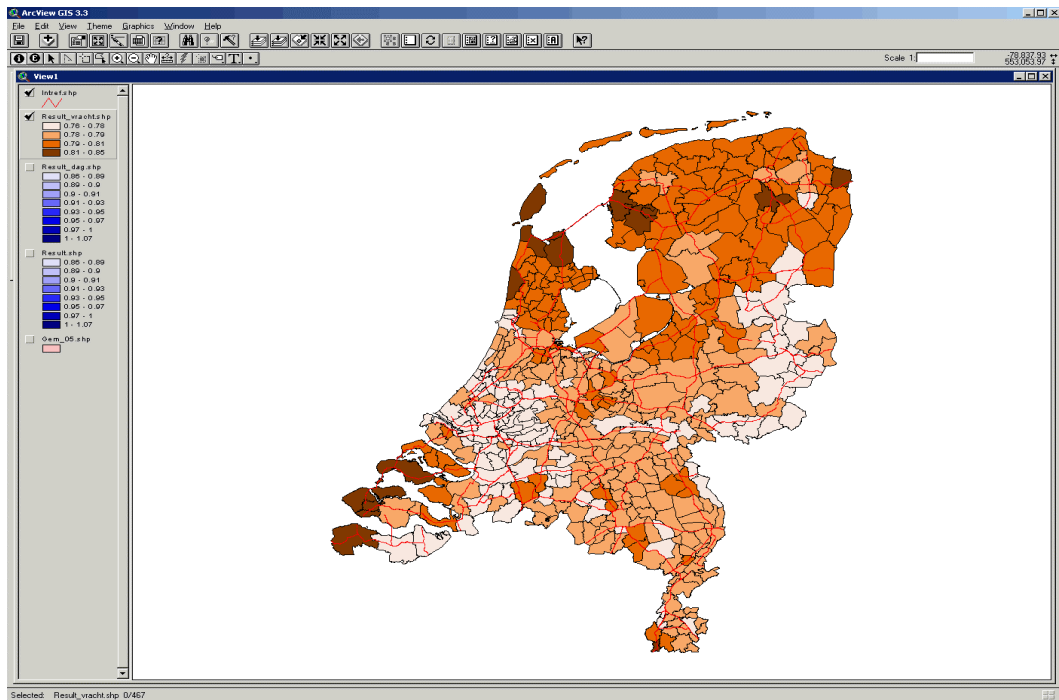 ArcView GIS 3.3
File Edit View Theme Graphics Window Help
Scale 1:
-78,837.93
553,053.97
View1
Intref.shp
Result_vracht.shp
0.76 - 0.78
0.78 - 0.79
0.79 - 0.81
0.81 - 0.85
Result_dag.shp
0.86 - 0.89
0.89 - 0.9
0.9 - 0.91
0.91 - 0.93
0.93 - 0.95
0.95 - 0.97
0.97 - 1
1 - 1.07
Result.shp
0.86 - 0.89
0.89 - 0.9
0.9 - 0.91
0.91 - 0.93
0.93 - 0.95
0.95 - 0.97
0.97 - 1
1 - 1.07
Gem_05.shp
Selected: Result_vracht.shp 0/467